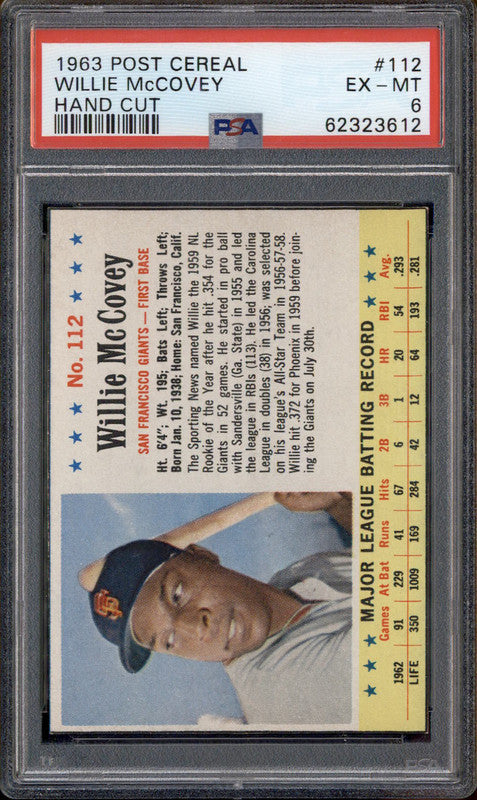 1963 POST CEREAL #112
WILLIE McCOVEY EX-MT
HAND CUT 6
PSA 62323612
★ ★ ★ No. 112 ★ ★ ★
Willie McCovey
SAN FRANCISCO GIANTS — FIRST BASE
Ht. 6'4"; Wt. 195; Bats Left; Throws Left;
Born Jan. 10, 1938; Home: San Francisco, Calif.
The Sporting News named Willie the 1959 NL
Rookie of the Year after he hit .354 for the
Giants in 52 games. He started in pro ball
with Sandersville (Ga. State) in 1955 and led
the league in RBIs (113). He led the Carolina
League in doubles (38) in 1956; was selected
on his league's All-Star Team in 1956-57-58.
Willie hit .372 for Phoenix in 1959 before join-
ing the Giants on July 30th.
SF
★ ★ ★ MAJOR LEAGUE BATTING RECORD ★ ★ ★
Games At Bat Runs Hits 2B 3B HR RBI Avg.
1962 91 229 41 67 6 1 20 54 .293
LIFE 350 1009 169 284 42 12 64 193 .281
PSA